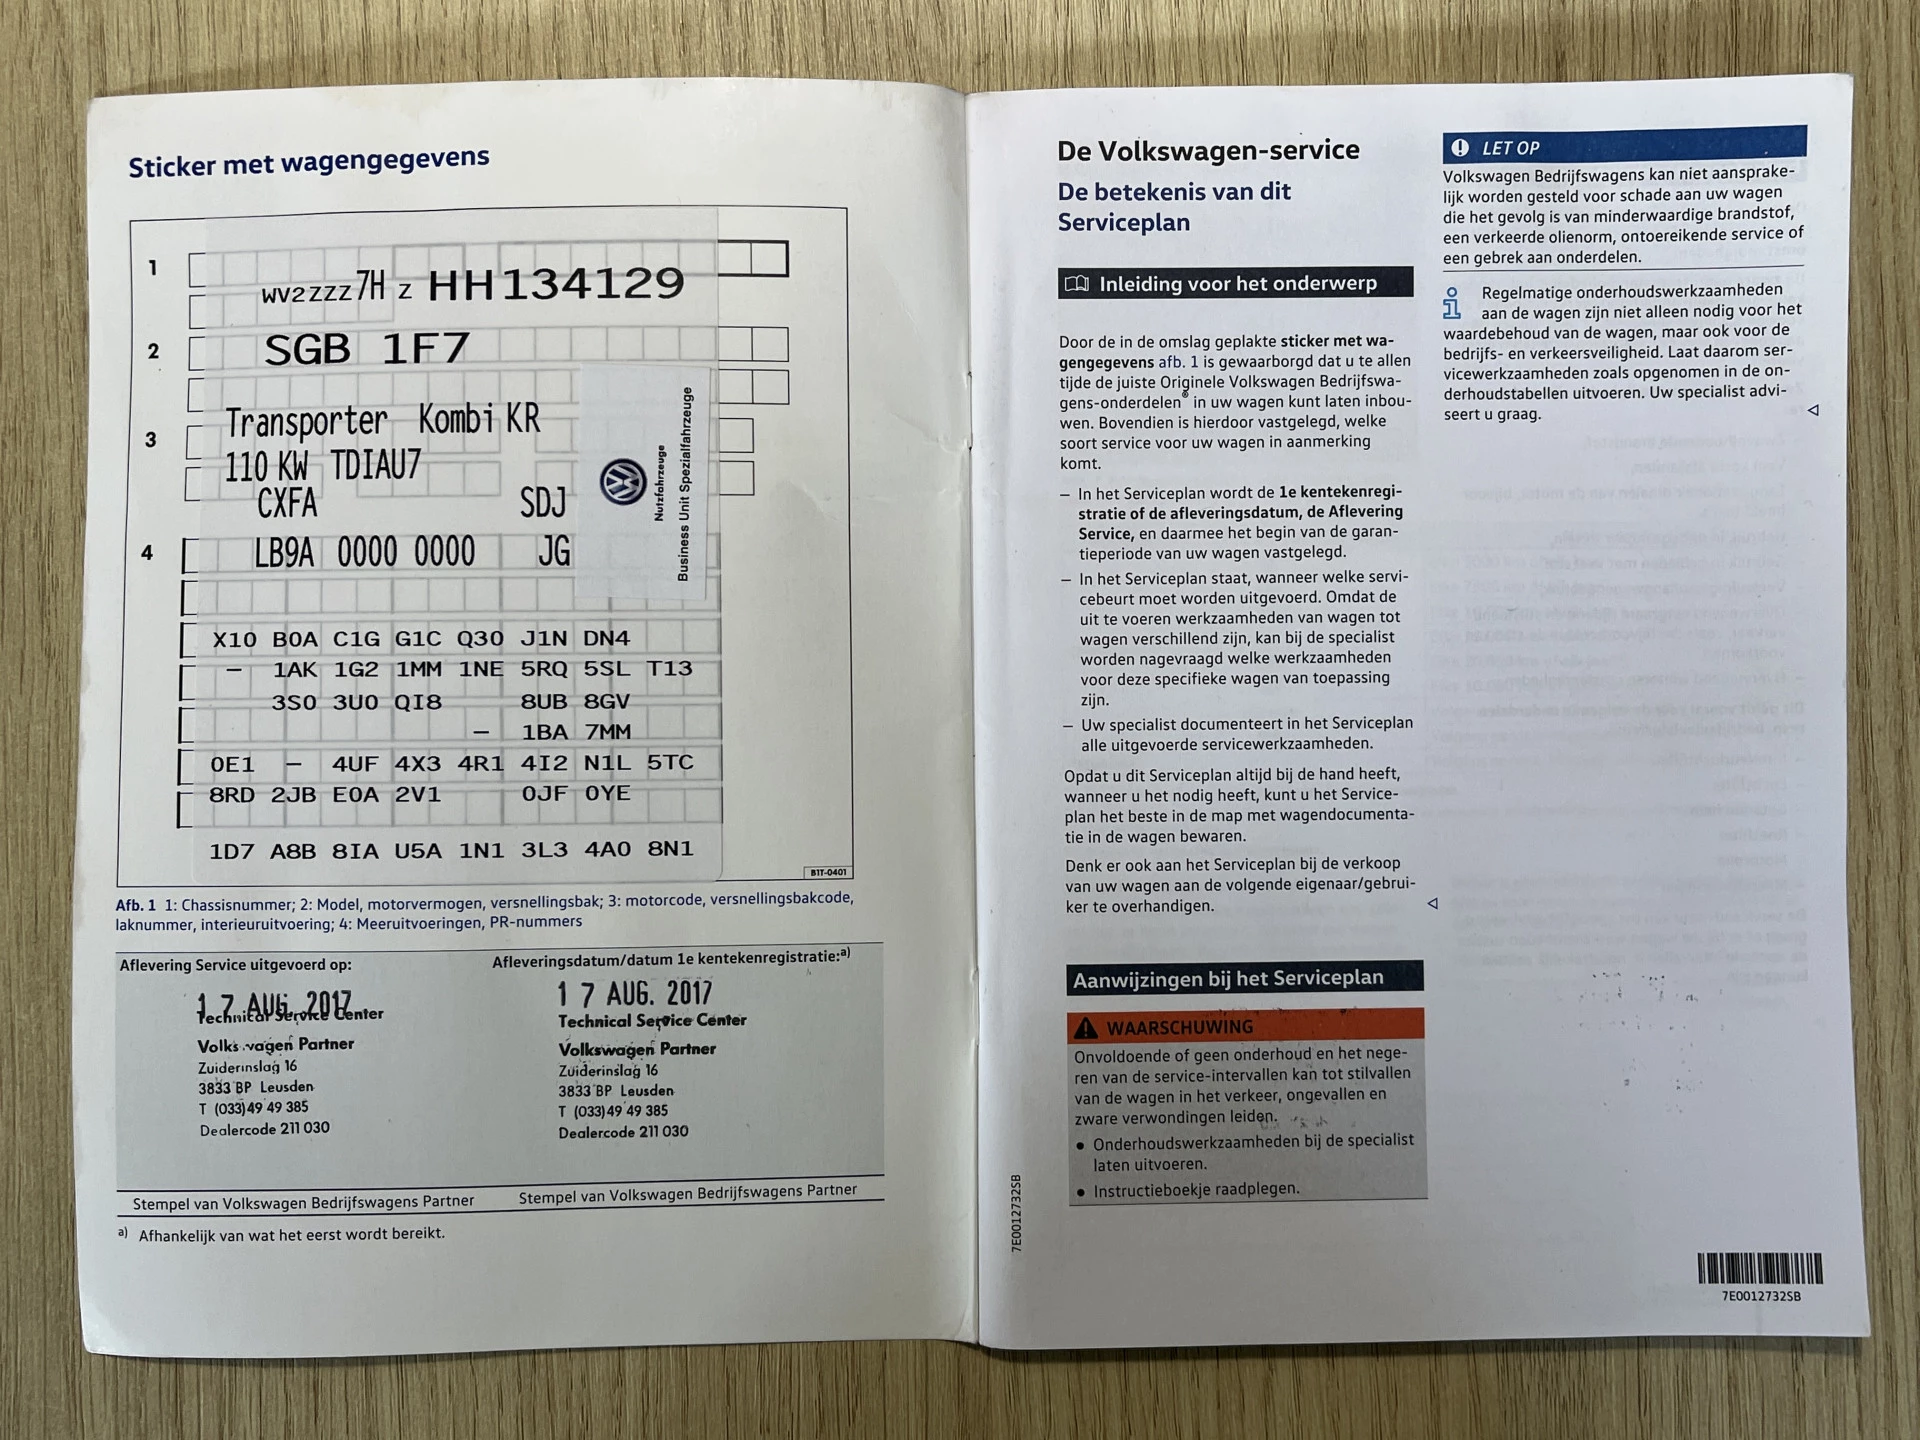 Sticker met wagengegevens
1
WV2ZZZ7HZHH134129
2
SGB 1F7
Transporter Kombi KR
3
110 KW TDIAU7
CXFA SDJ
4
LB9A 0000 0000 JG
Nutzfahrzeuge
Business Unit Spezialfahrzeuge
X10 B0A C1G G1C Q30 J1N DN4
– 1AK 1G2 1MM 1NE 5RQ 5SL T13
3S0 3U0 QI8 8UB 8GV
– 1BA 7MM
0E1 – 4UF 4X3 4R1 4I2 N1L 5TC
8RD 2JB E0A 2V1 0JF 0YE
1D7 A8B 8IA U5A 1N1 3L3 4A0 8N1
B1T-0401
Afb. 1 1: Chassisnummer; 2: Model, motorvermogen, versnellingsbak; 3: motorcode, versnellingsbakcode,
laknummer, interieuruitvoering; 4: Meeruitvoeringen, PR-nummers
Aflevering Service uitgevoerd op:
17 AUG. 2017
Technical Service Center
Volkswagen Partner
Zuiderinslag 16
3833 BP Leusden
T (033)49 49 385
Dealercode 211 030
Stempel van Volkswagen Bedrijfswagens Partner
Afleveringsdatum/datum 1e kentekenregistratie:a)
17 AUG. 2017
Technical Service Center
Volkswagen Partner
Zuiderinslag 16
3833 BP Leusden
T (033)49 49 385
Dealercode 211 030
Stempel van Volkswagen Bedrijfswagens Partner
a) Afhankelijk van wat het eerst wordt bereikt.
De Volkswagen-service
De betekenis van dit
Serviceplan
Inleiding voor het onderwerp
Door de in de omslag geplakte sticker met wa-
gengegevens afb. 1 is gewaarborgd dat u te allen
tijde de juiste Originele Volkswagen Bedrijfswa-
gens-onderdelen® in uw wagen kunt laten inbou-
wen. Bovendien is hierdoor vastgelegd, welke
soort service voor uw wagen in aanmerking
komt.
– In het Serviceplan wordt de 1e kentekenregi-
stratie of de afleveringsdatum, de Aflevering
Service, en daarmee het begin van de garan-
tieperiode van uw wagen vastgelegd.
– In het Serviceplan staat, wanneer welke servi-
cebeurt moet worden uitgevoerd. Omdat de
uit te voeren werkzaamheden van wagen tot
wagen verschillend zijn, kan bij de specialist
worden nagevraagd welke werkzaamheden
voor deze specifieke wagen van toepassing
zijn.
– Uw specialist documenteert in het Serviceplan
alle uitgevoerde servicewerkzaamheden.
Opdat u dit Serviceplan altijd bij de hand heeft,
wanneer u het nodig heeft, kunt u het Service-
plan het beste in de map met wagendocumenta-
tie in de wagen bewaren.
Denk er ook aan het Serviceplan bij de verkoop
van uw wagen aan de volgende eigenaar/gebrui-
ker te overhandigen.
Aanwijzingen bij het Serviceplan
WAARSCHUWING
Onvoldoende of geen onderhoud en het nege-
ren van de service-intervallen kan tot stilvallen
van de wagen in het verkeer, ongevallen en
zware verwondingen leiden.
● Onderhoudswerkzaamheden bij de specialist
laten uitvoeren.
● Instructieboekje raadplegen.
7E0012732SB
LET OP
Volkswagen Bedrijfswagens kan niet aansprake-
lijk worden gesteld voor schade aan uw wagen
die het gevolg is van minderwaardige brandstof,
een verkeerde olienorm, ontoereikende service of
een gebrek aan onderdelen.
Regelmatige onderhoudswerkzaamheden
aan de wagen zijn niet alleen nodig voor het
waardebehoud van de wagen, maar ook voor de
bedrijfs- en verkeersveiligheid. Laat daarom ser-
vicewerkzaamheden zoals opgenomen in de on-
derhoudstabellen uitvoeren. Uw specialist advi-
seert u graag.
7E0012732SB